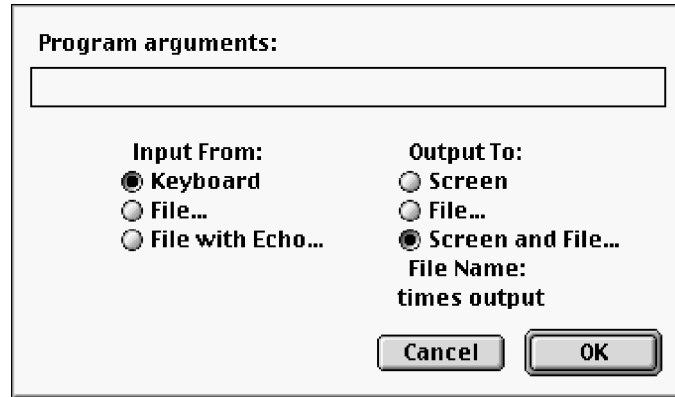 Program arguments:
Input From:
Keyboard
File...
File with Echo...
Output To:
Screen
File...
Screen and File...
File Name:
times output
Cancel
OK